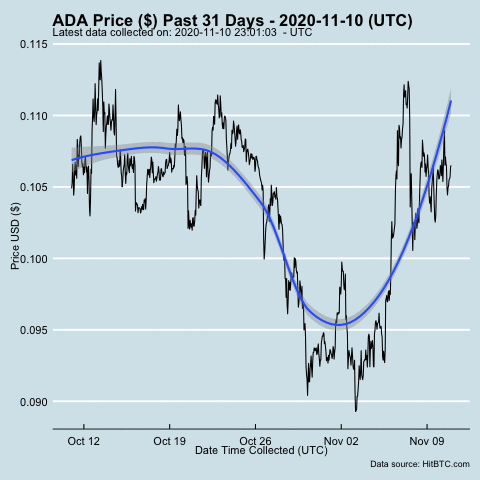 ADA Price ($) Past 31 Days - 2020-11-10 (UTC)
Latest data collected on: 2020-11-10 23:01:03 - UTC
0.115
0.110
0.105
0.100
0.095
0.090
Price USD ($)
Oct 12 Oct 19 Oct 26 Nov 02 Nov 09
Date Time Collected (UTC)
Data source: HitBTC.com